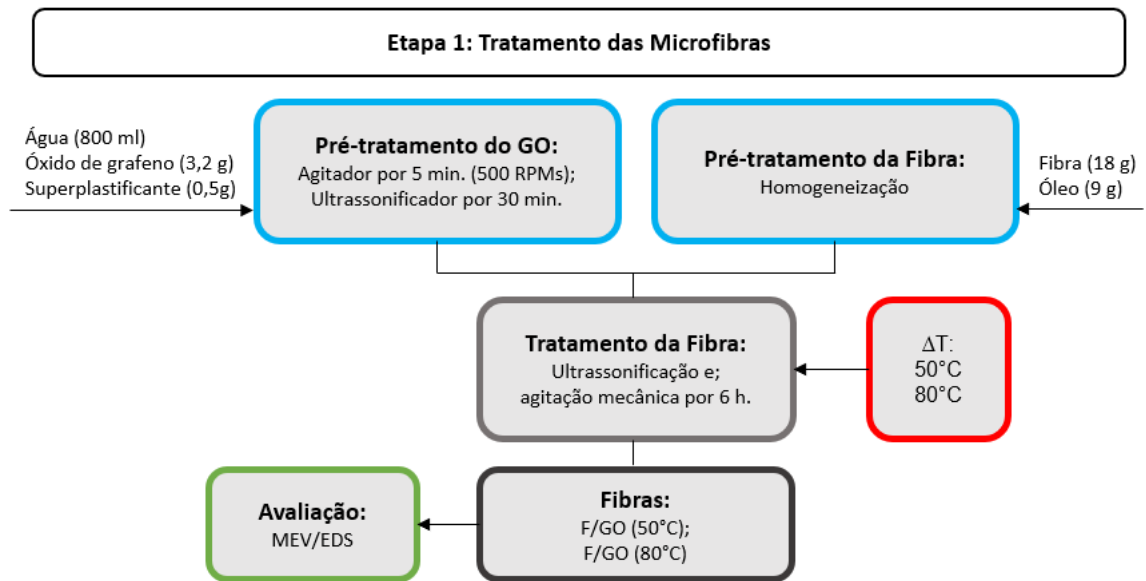 Etapa 1: Tratamento das Microfibras
Água (800 ml)
Óxido de grafeno (3,2 g)
Superplastificante (0,5g)
Pré-tratamento do GO:
Agitador por 5 min. (500 RPMs);
Ultrassonificador por 30 min.
Pré-tratamento da Fibra:
Homogeneização
Fibra (18 g)
Óleo (9 g)
Tratamento da Fibra:
Ultrassonificação e;
agitação mecânica por 6 h.
ΔT:
50°C
80°C
Avaliação:
MEV/EDS
Fibras:
F/GO (50°C);
F/GO (80°C)